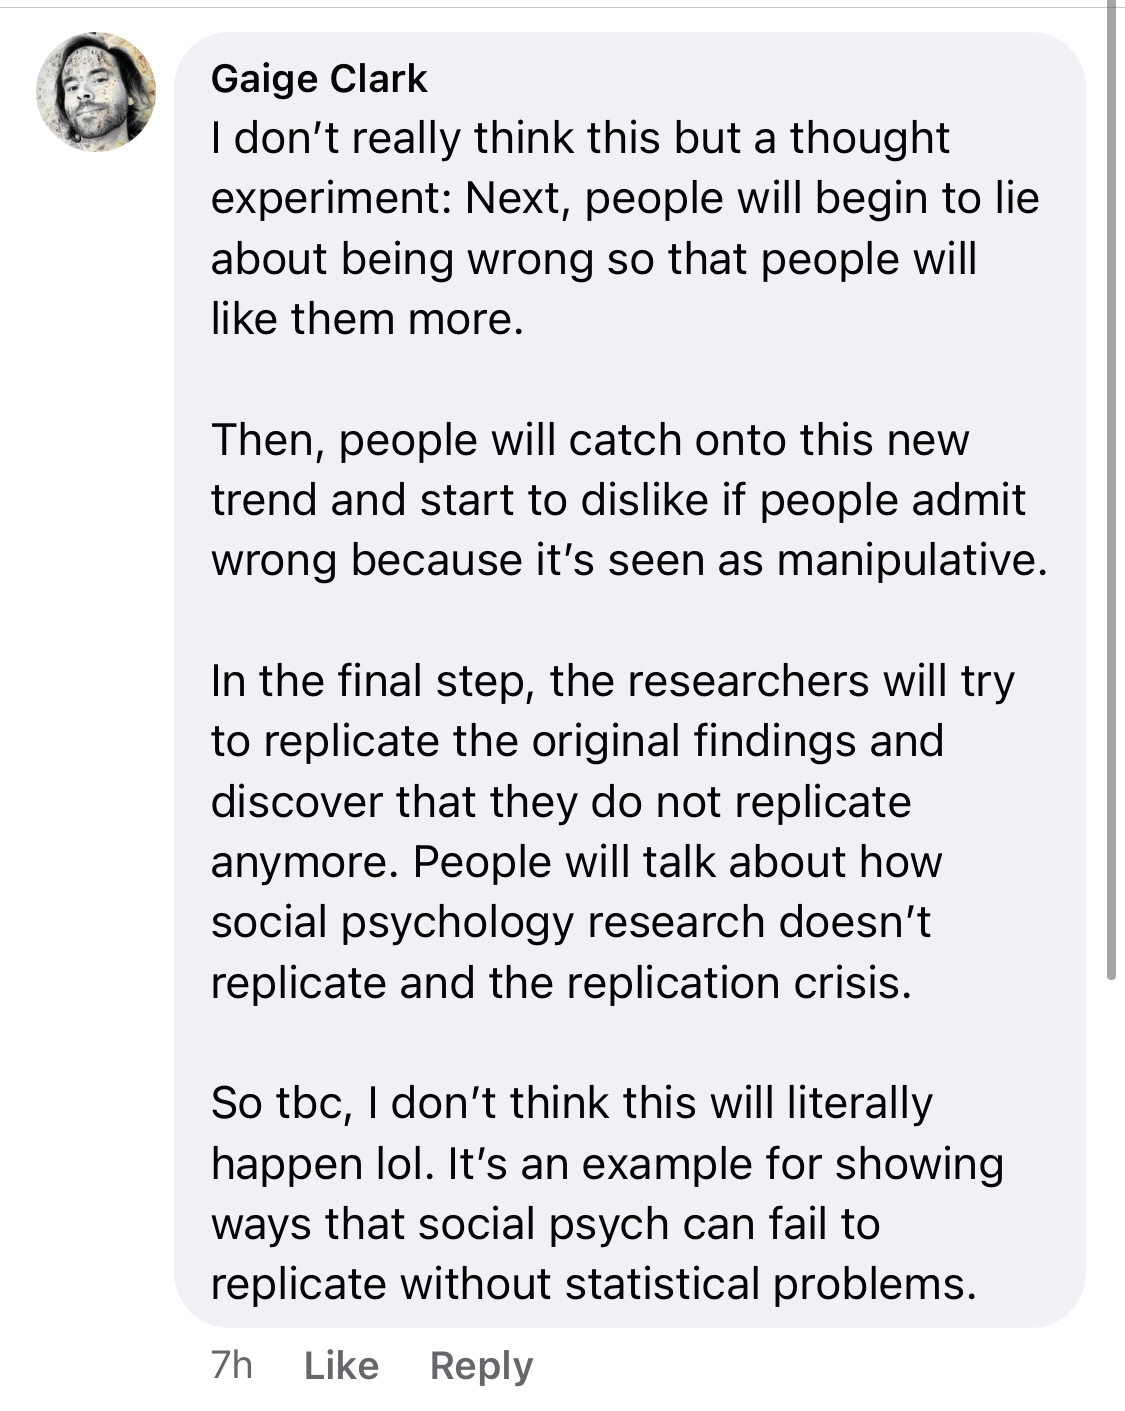 Gaige Clark
I don’t really think this but a thought
experiment: Next, people will begin to lie
about being wrong so that people will
like them more.
Then, people will catch onto this new
trend and start to dislike if people admit
wrong because it’s seen as manipulative.
In the final step, the researchers will try
to replicate the original findings and
discover that they do not replicate
anymore. People will talk about how
social psychology research doesn’t
replicate and the replication crisis.
So tbc, I don’t think this will literally
happen lol. It’s an example for showing
ways that social psych can fail to
replicate without statistical problems.
7h Like Reply